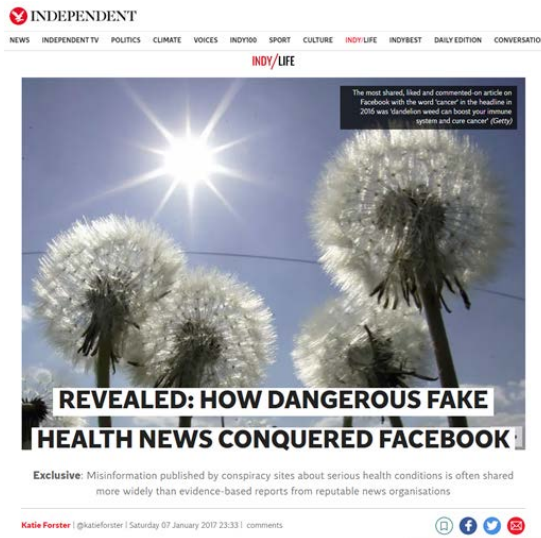 INDEPENDENT
NEWS INDEPENDENT TV POLITICS CLIMATE VOICES INDY100 SPORT CULTURE INDY/LIFE INDYBEST DAILY EDITION CONVERSATIO
INDY/LIFE
The most shared, liked and commented-on article on
Facebook with the word 'cancer' in the headline in
2016 was 'dandelion weed can boost your immune
system and cure cancer' (Getty)
REVEALED: HOW DANGEROUS FAKE
HEALTH NEWS CONQUERED FACEBOOK
Exclusive: Misinformation published by conspiracy sites about serious health conditions is often shared
more widely than evidence-based reports from reputable news organisations
Katie Forster | @katieforster | Saturday 07 January 2017 23:33 | comments